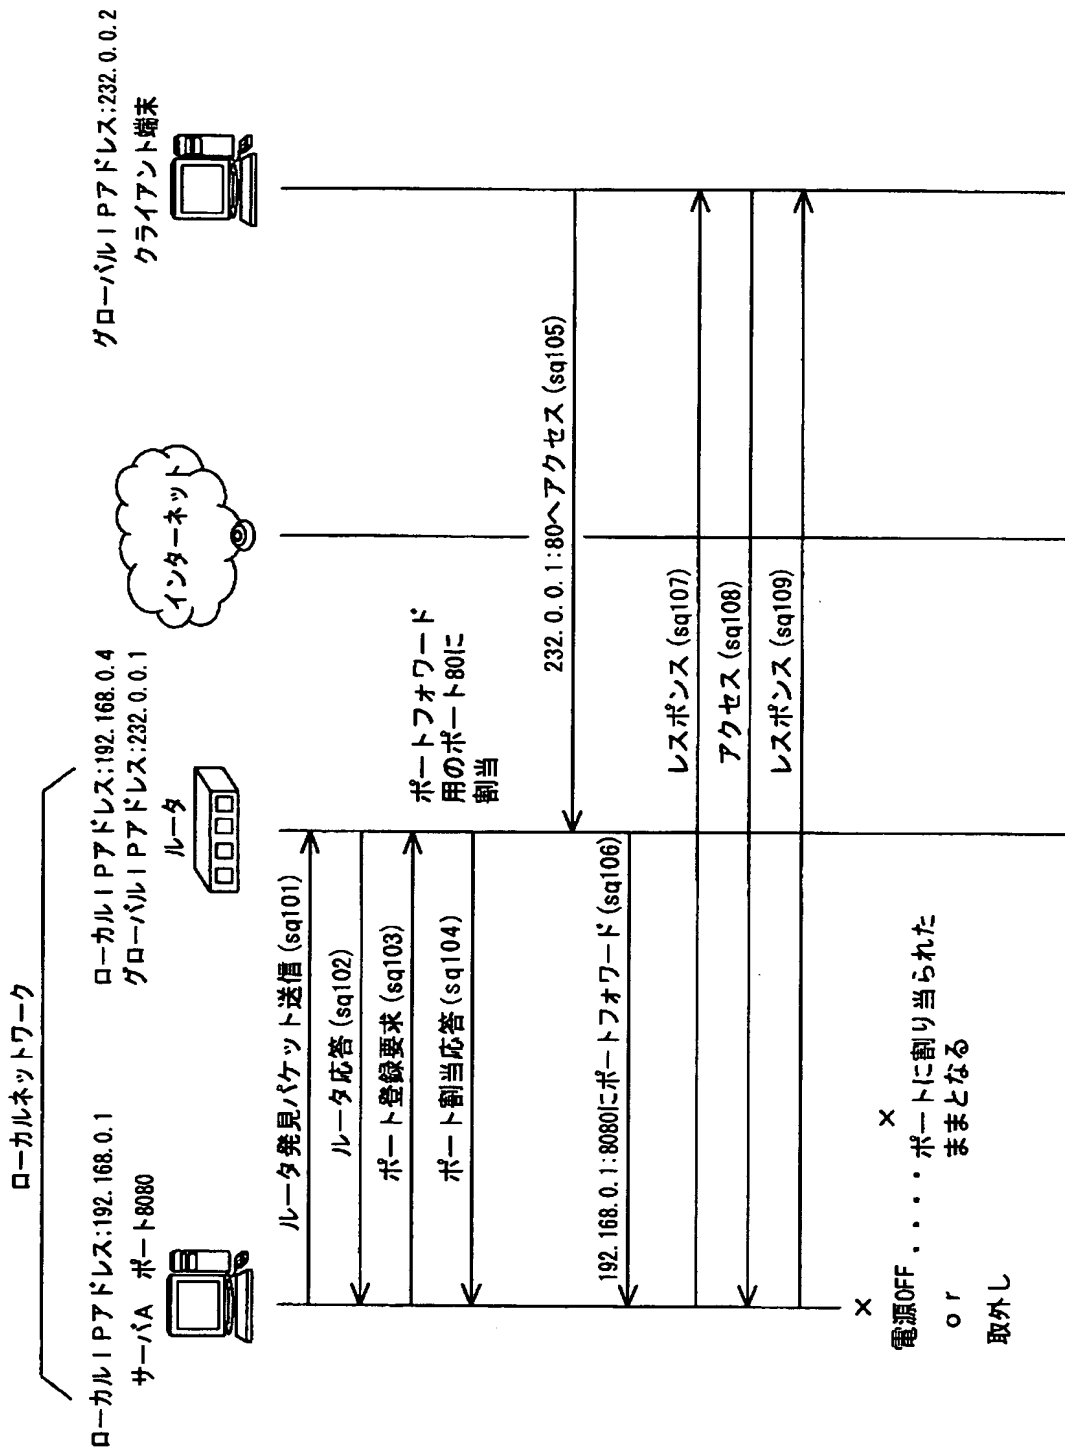 ローカルネットワーク
ローカルIPアドレス:192.168.0.1
サーバA ポート8080
ローカルIPアドレス:192.168.0.4
グローバルIPアドレス:232.0.0.1
ルータ
インターネット
グローバルIPアドレス:232.0.0.2
クライアント端末
ルータ発見パケット送信(sq101)
ルータ応答(sq102)
ポート登録要求(sq103)
ポート割当応答(sq104)
ポートフォワード
用のポート80に
割当
232.0.0.1:80へアクセス(sq105)
192.168.0.1:8080にポートフォワード(sq106)
レスポンス(sq107)
アクセス(sq108)
レスポンス(sq109)
×
×
電源OFF ・・・・ポートに割り当られた
or
ままとなる
取外し